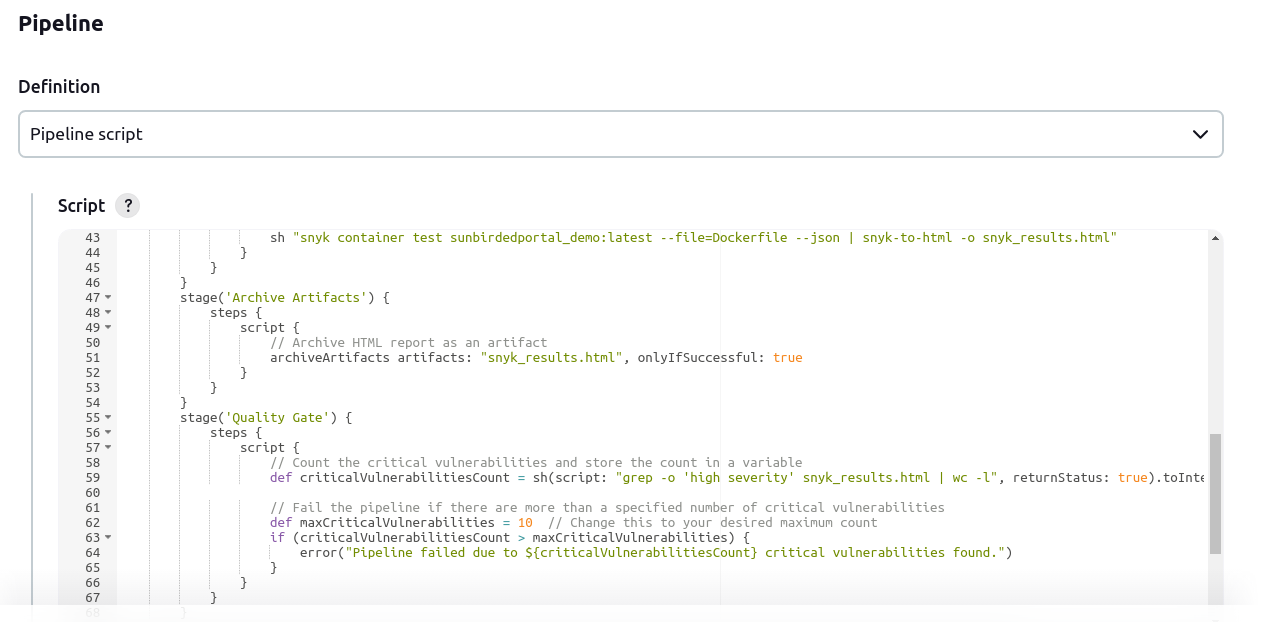 Pipeline
Definition
Pipeline script
Script ?
43 sh "snyk container test sunbirdedportal_demo:latest --file=Dockerfile --json | snyk-to-html -o snyk_results.html"
44 }
45 }
46 }
47 stage('Archive Artifacts') {
48 steps {
49 script {
50 // Archive HTML report as an artifact
51 archiveArtifacts artifacts: "snyk_results.html", onlyIfSuccessful: true
52 }
53 }
54 }
55 stage('Quality Gate') {
56 steps {
57 script {
58 // Count the critical vulnerabilities and store the count in a variable
59 def criticalVulnerabilitiesCount = sh(script: "grep -o 'high severity' snyk_results.html | wc -l", returnStatus: true).toInte
60
61 // Fail the pipeline if there are more than a specified number of critical vulnerabilities
62 def maxCriticalVulnerabilities = 10 // Change this to your desired maximum count
63 if (criticalVulnerabilitiesCount > maxCriticalVulnerabilities) {
64 error("Pipeline failed due to ${criticalVulnerabilitiesCount} critical vulnerabilities found.")
65 }
66 }
67 }
68 }